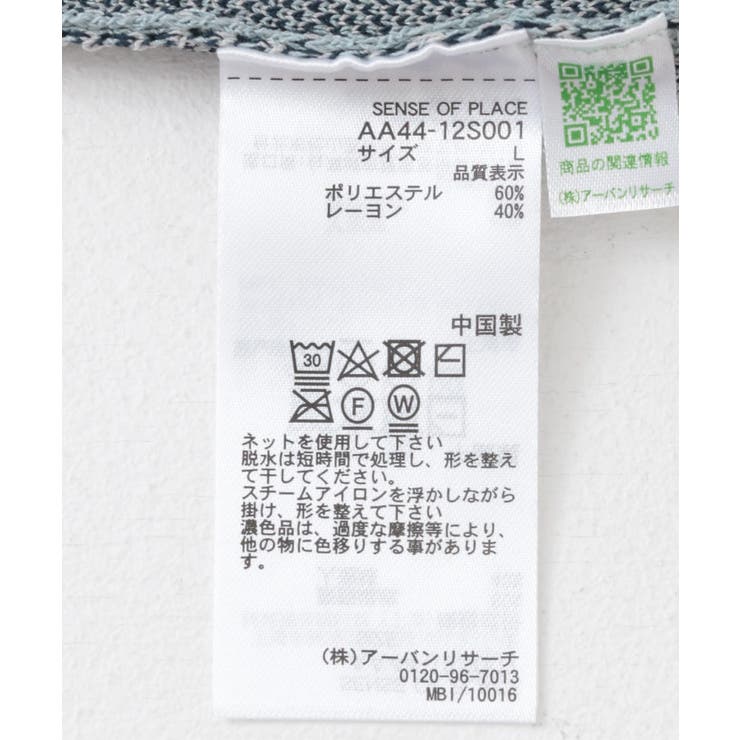 SENSE OF PLACE
AA44-12S001
サイズ L
品質表示
ポリエステル 60%
レーヨン 40%
中国製
30
F W
ネットを使用して下さい
脱水は短時間で処理し、形を整え
て干してください。
スチームアイロンを浮かしながら
掛け、形を整えて下さい
濃色品は、過度な摩擦等により、
他の物に色移りする事がありま
す。
(株)アーバンリサーチ
0120-96-7013
MBI/10016
商品の関連情報
(株)アーバンリサーチ